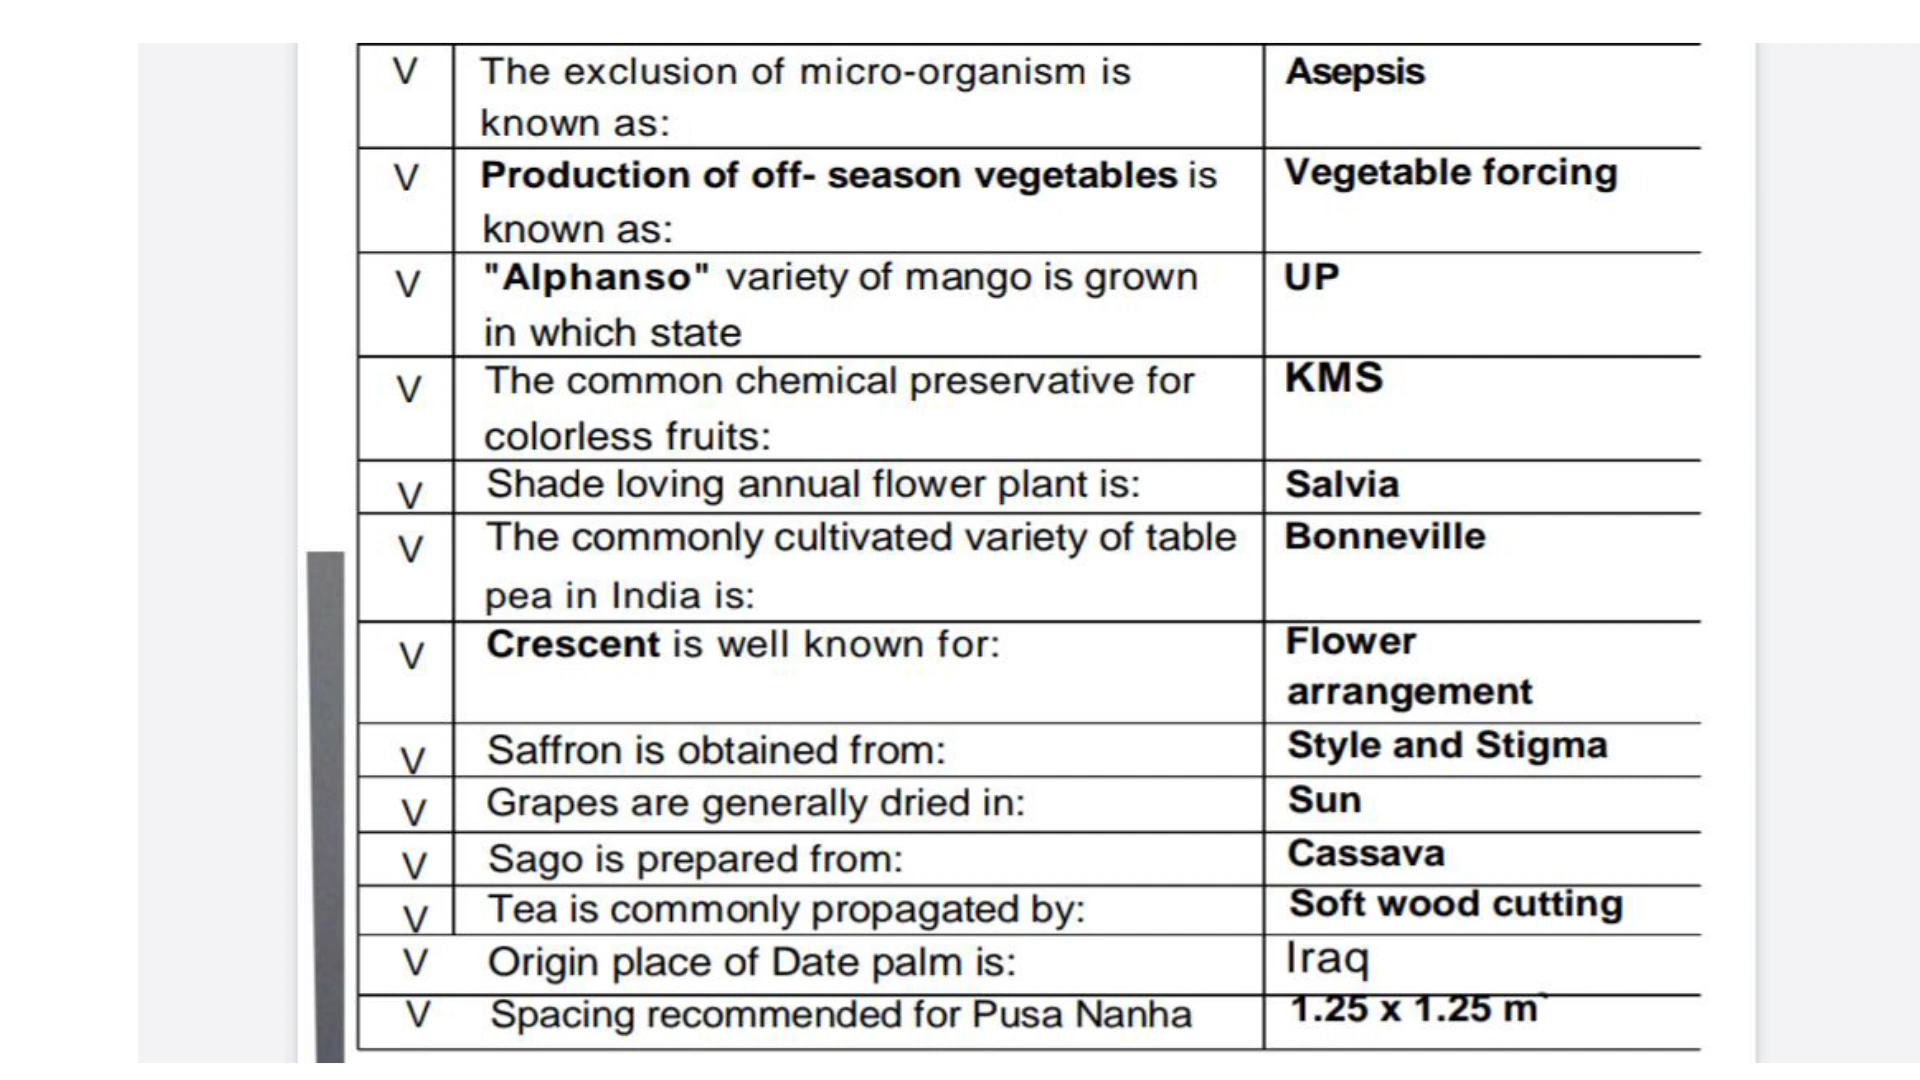 V The exclusion of micro-organism is Asepsis
known as:
V Production of off- season vegetables is Vegetable forcing
known as:
V "Alphanso" variety of mango is grown UP
in which state
V The common chemical preservative for KMS
colorless fruits:
V Shade loving annual flower plant is: Salvia
V The commonly cultivated variety of table Bonneville
pea in India is:
V Crescent is well known for: Flower
arrangement
V Saffron is obtained from: Style and Stigma
V Grapes are generally dried in: Sun
V Sago is prepared from: Cassava
V Tea is commonly propagated by: Soft wood cutting
V Origin place of Date palm is: Iraq
V Spacing recommended for Pusa Nanha 1.25 x 1.25 m